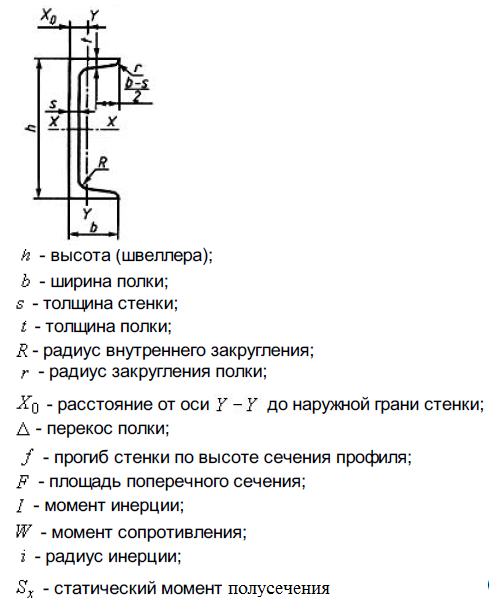 X₀ Y
t
r
b-s
2
s
X X
h
R
Y
b
h - высота (швеллера);
b - ширина полки;
s - толщина стенки;
t - толщина полки;
R - радиус внутреннего закругления;
r - радиус закругления полки;
X₀ - расстояние от оси Y-Y до наружной грани стенки;
Δ - перекос полки;
f - прогиб стенки по высоте сечения профиля;
F - площадь поперечного сечения;
I - момент инерции;
W - момент сопротивления;
i - радиус инерции;
Sₓ - статический момент полусечения